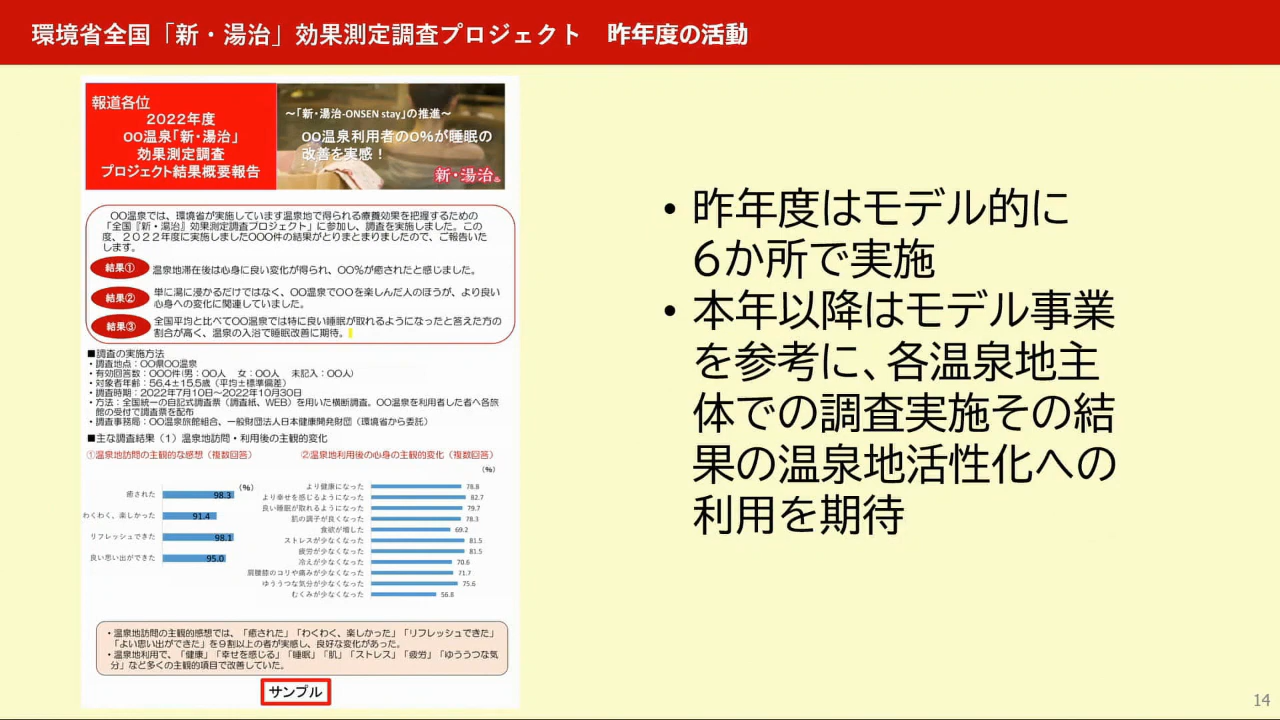 環境省全国「新・湯治」効果測定調査プロジェクト　昨年度の活動
報道各位
2022年度
OO温泉「新・湯治」
効果測定調査
プロジェクト結果概要報告
～「新・湯治-ONSEN stay」の推進～
OO温泉利用者のO%が睡眠の
改善を実感！
新・湯治
OO温泉では、環境省が実施しています温泉地で得られる療養効果を把握するための
「全国『新・湯治』効果測定調査プロジェクト」に参加し、調査を実施しました。この
度、2022年度に実施しましたOOO件の結果がとりまとまりましたので、ご報告いた
します。
結果① 温泉地滞在後は心身に良い変化が得られ、OO%が癒されたと感じました。
結果② 単に湯に浸かるだけではなく、OO温泉でOOを楽しんだ人のほうが、より良い
心身への変化に関連していました。
結果③ 全国平均と比べてOO温泉では特に良い睡眠が取れるようになったと答えた方の
割合が高く、温泉の入浴で睡眠改善に期待。
■調査の実施方法
・調査地点：OO県OO温泉
・有効回答数：OOO件(男：OO人　女：OO人　未記入：OO人)
・対象者年齢：56.4±15.5歳（平均±標準偏差）
・調査時期：2022年7月10日～2022年10月30日
・方法：全国統一の自記式調査票（調査紙、WEB）を用いた横断調査。OO温泉を利用した者へ各旅
館の受付で調査票を配布
・調査事務局：OO温泉旅館組合、一般財団法人日本健康開発財団（環境省から委託）
■主な調査結果（1）温泉地訪問・利用後の主観的変化
①温泉地訪問の主観的な感想（複数回答）
(%)
癒された 98.3
わくわく、楽しかった 91.4
リフレッシュできた 98.1
良い思い出ができた 95.0
②温泉地利用後の心身の主観的変化（複数回答）
(%)
より健康になった 78.8
より幸せを感じるようになった 82.7
良い睡眠が取れるようになった 79.7
肌の調子が良くなった 78.3
食欲が増した 69.2
ストレスが少なくなった 81.5
疲労が少なくなった 81.5
冷えが少なくなった 70.6
肩腰膝のコリや痛みが少なくなった 71.7
ゆううつな気分が少なくなった 75.6
むくみが少なくなった 56.8
・温泉地訪問の主観的感想では、「癒された」「わくわく、楽しかった」「リフレッシュできた」
「よい思い出ができた」を9割以上の者が実感し、良好な変化があった。
・温泉地利用で、「健康」「幸せを感じる」「睡眠」「肌」「ストレス」「疲労」「ゆううつな気
分」など多くの主観的項目で改善していた。
サンプル
• 昨年度はモデル的に
6か所で実施
• 本年以降はモデル事業
を参考に、各温泉地主
体での調査実施その結
果の温泉地活性化への
利用を期待
14